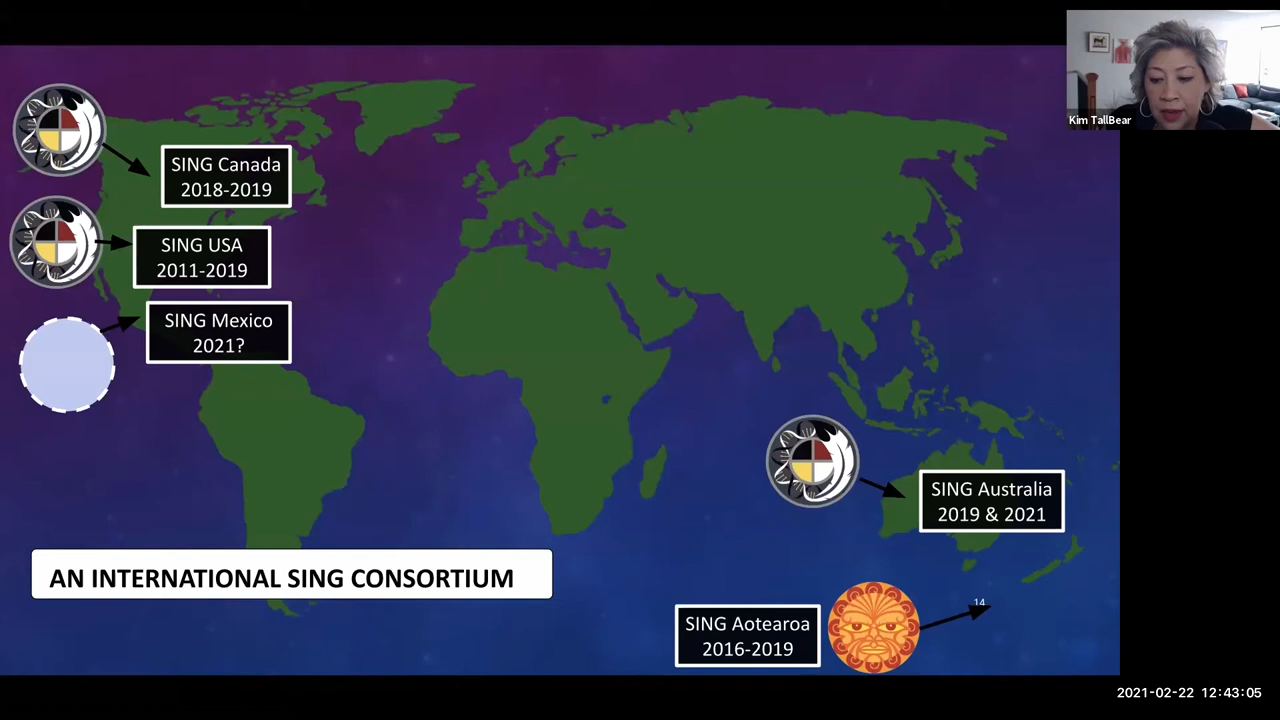 Kim TallBear
SING Canada
2018-2019
SING USA
2011-2019
SING Mexico
2021?
SING Australia
2019 & 2021
AN INTERNATIONAL SING CONSORTIUM
14
SING Aotearoa
2016-2019
2021-02-22 12:43:05